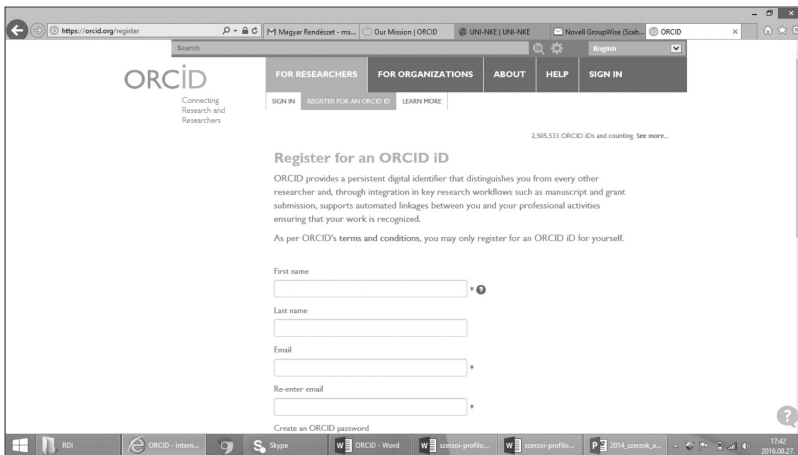 https://orcid.org/register
Magyar Rendészet - ms...
Our Mission | ORCID
UNI-NKE | UNI-NKE
Novell GroupWise (Szab...
ORCID
Search
English
ORCID
Connecting
Research and
Researchers
FOR RESEARCHERS
FOR ORGANIZATIONS
ABOUT
HELP
SIGN IN
SIGN IN
REGISTER FOR AN ORCID ID
LEARN MORE
2,505,533 ORCID iDs and counting. See more...
Register for an ORCID iD
ORCID provides a persistent digital identifier that distinguishes you from every other
researcher and, through integration in key research workflows such as manuscript and grant
submission, supports automated linkages between you and your professional activities
ensuring that your work is recognized.
As per ORCID's terms and conditions, you may only register for an ORCID iD for yourself.
First name
*
Last name
Email
*
Re-enter email
*
Create an ORCID password
RDI
ORCID - Intern...
Skype
ORCID - Word
szerzoi-profilo...
szerzoi-profilo...
2014_szerzok_a...
17:42
2016.08.27.